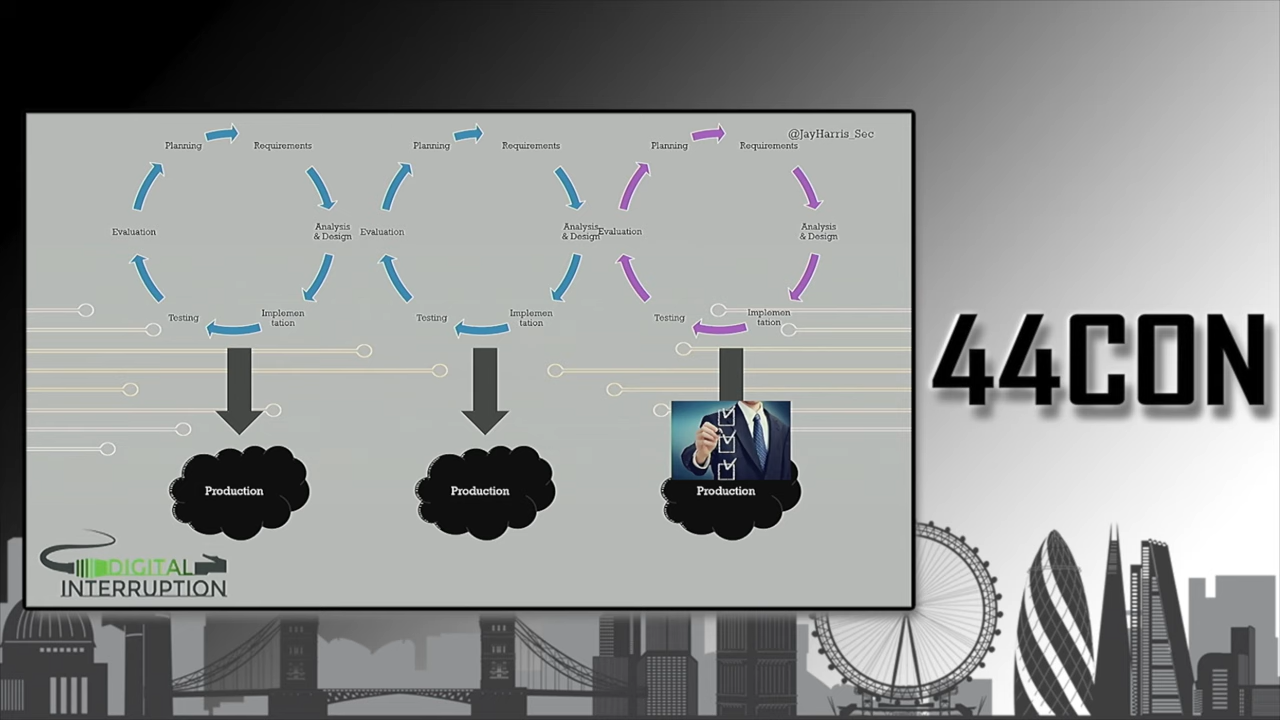 @JayHarris_Sec
Planning
Requirements
Analysis
& Design
Implemen
tation
Testing
Evaluation
Production
Planning
Requirements
Analysis
& Design
Implemen
tation
Testing
Evaluation
Production
Planning
Requirements
Analysis
& Design
Implemen
tation
Testing
Evaluation
Production
DIGITAL
INTERRUPTION
44CON